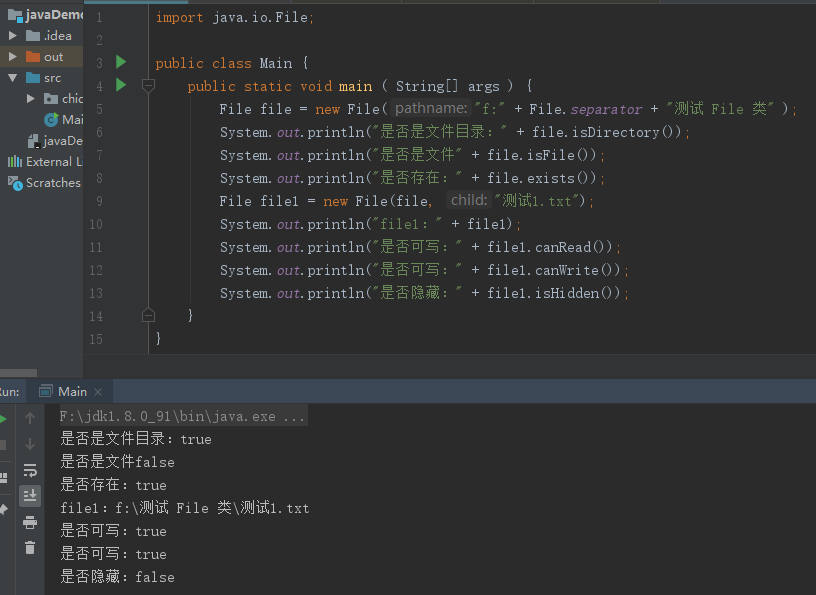 javaDemo
.idea
out
src
Mai
javaDe
External L
Scratches
1 import java.io.File;
2
3 public class Main {
4 public static void main ( String[] args ) {
5 File file = new File( pathname: "f:" + File.separator + "测试 File 类" );
6 System.out.println("是否是文件目录：" + file.isDirectory());
7 System.out.println("是否是文件" + file.isFile());
8 System.out.println("是否存在：" + file.exists());
9 File file1 = new File(file, child: "测试1.txt");
10 System.out.println("file1：" + file1);
11 System.out.println("是否可写：" + file1.canRead());
12 System.out.println("是否可写：" + file1.canWrite());
13 System.out.println("是否隐藏：" + file1.isHidden());
14 }
15 }
un: Main ×
F:\jdk1.8.0_91\bin\java.exe ...
是否是文件目录：true
是否是文件false
是否存在：true
file1：f:\测试 File 类\测试1.txt
是否可写：true
是否可写：true
是否隐藏：false